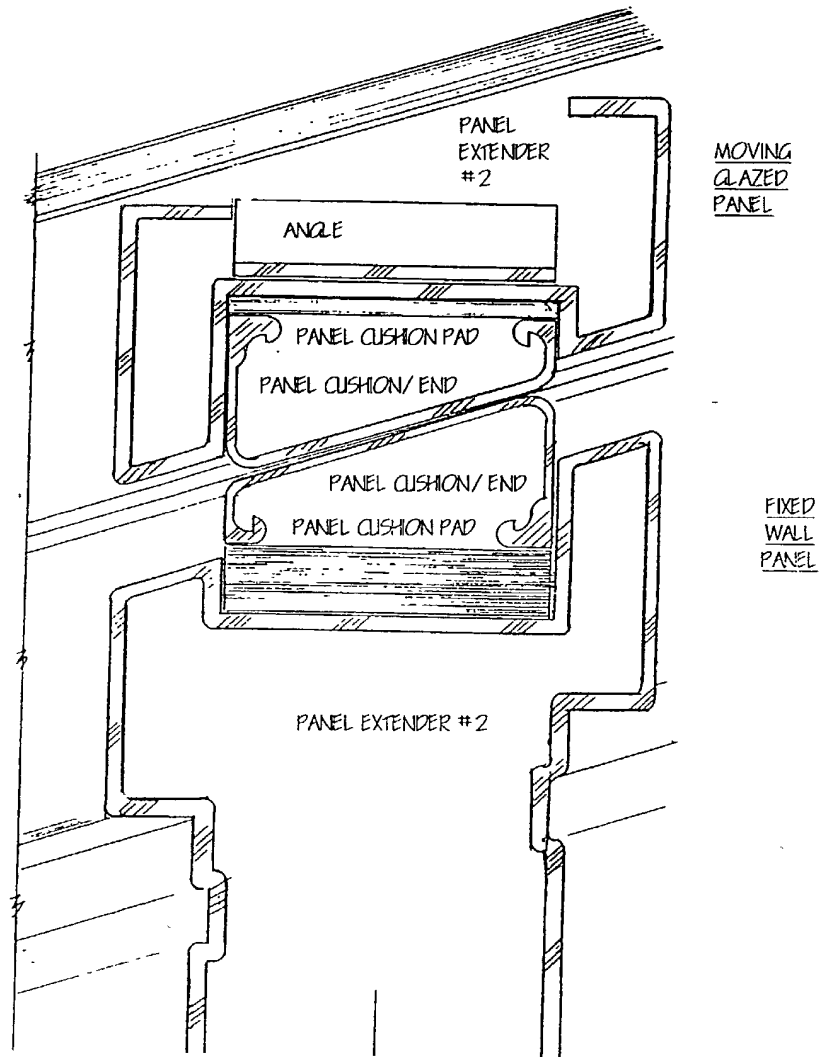 PANEL
EXTENDER
#2
MOVING
GLAZED
PANEL
ANGLE
PANEL CUSHION PAD
PANEL CUSHION/ END
PANEL CUSHION/ END
PANEL CUSHION PAD
FIXED
WALL
PANEL
PANEL EXTENDER #2